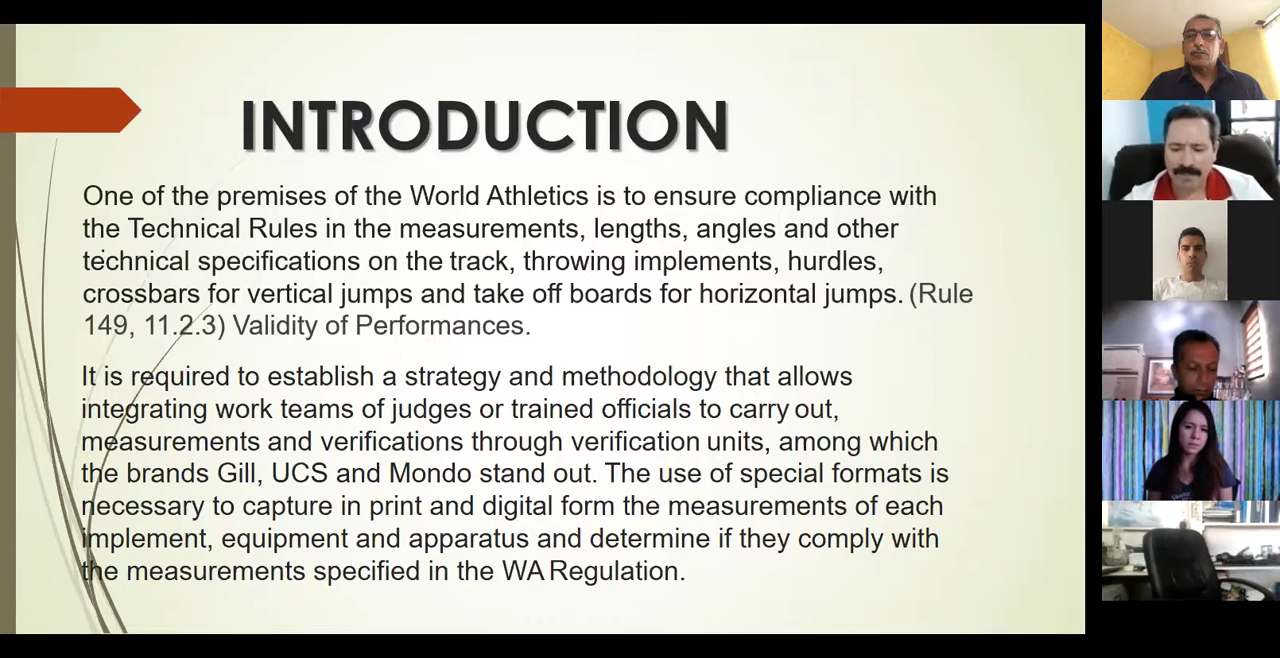 INTRODUCTION
One of the premises of the World Athletics is to ensure compliance with
the Technical Rules in the measurements, lengths, angles and other
technical specifications on the track, throwing implements, hurdles,
crossbars for vertical jumps and take off boards for horizontal jumps. (Rule
149, 11.2.3) Validity of Performances.
It is required to establish a strategy and methodology that allows
integrating work teams of judges or trained officials to carry out,
measurements and verifications through verification units, among which
the brands Gill, UCS and Mondo stand out. The use of special formats is
necessary to capture in print and digital form the measurements of each
implement, equipment and apparatus and determine if they comply with
the measurements specified in the WA Regulation.